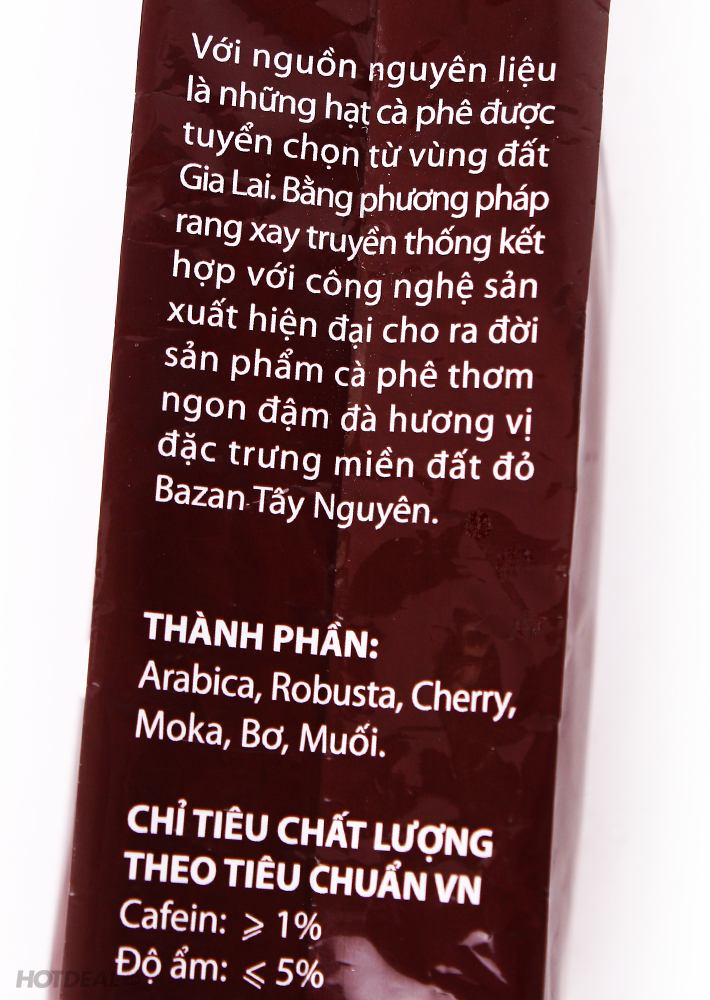 Với nguồn nguyên liệu
là những hạt cà phê được
tuyển chọn từ vùng đất
Gia Lai. Bằng phương pháp
rang xay truyền thống kết
hợp với công nghệ sản
xuất hiện đại cho ra đời
sản phẩm cà phê thơm
ngon đậm đà hương vị
đặc trưng miền đất đỏ
Bazan Tấy Nguyên.
THÀNH PHẦN:
Arabica, Robusta, Cherry,
Moka, Bơ, Muối.
CHỈ TIÊU CHẤT LƯỢNG
THEO TIÊU CHUẨN VN
Cafein: ⩾ 1%
Độ ẩm: ⩽ 5%
HOTDEAL